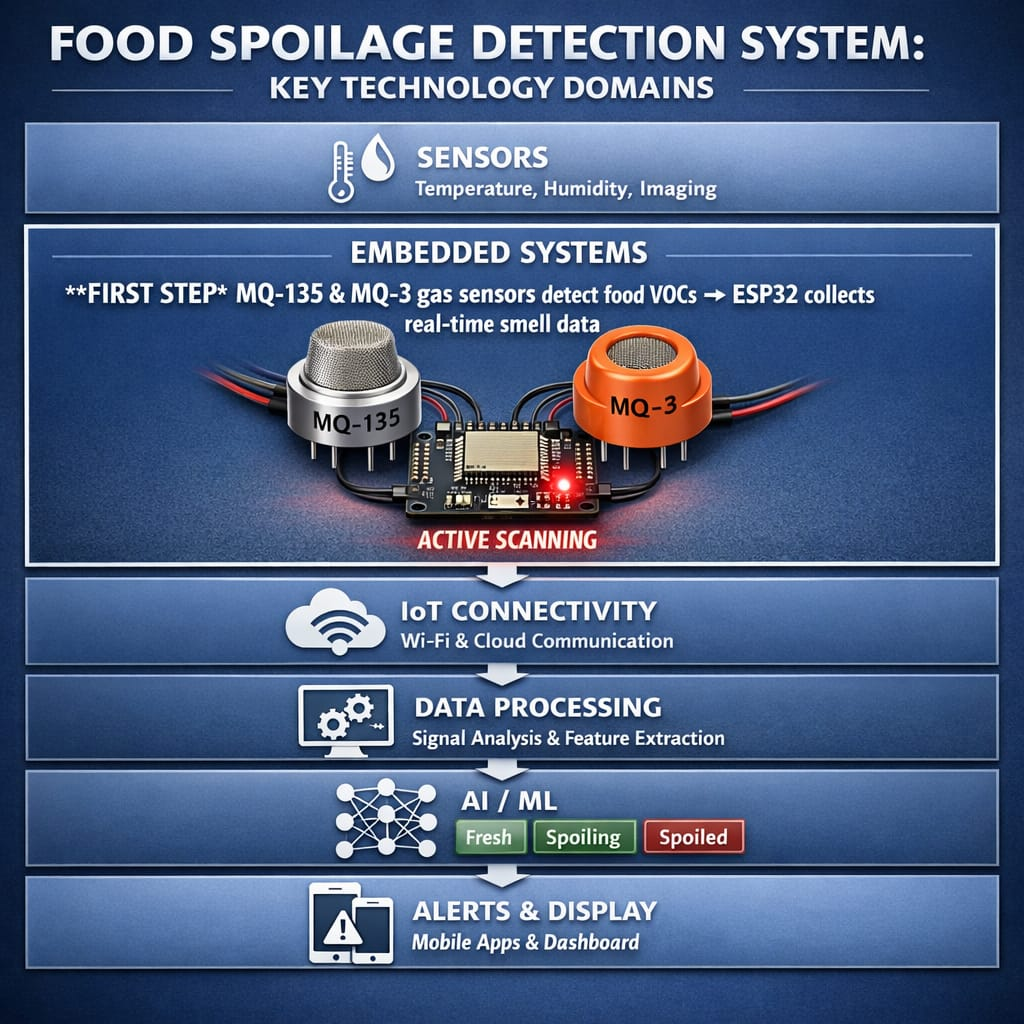 FOOD SPOILAGE DETECTION SYSTEM:
KEY TECHNOLOGY DOMAINS
SENSORS
Temperature, Humidity, Imaging
EMBEDDED SYSTEMS
**FIRST STEP* MQ-135 & MQ-3 gas sensors detect food VOCs → ESP32 collects
real-time smell data
MQ-135
MQ-3
ACTIVE SCANNING
IoT CONNECTIVITY
Wi-Fi & Cloud Communication
DATA PROCESSING
Signal Analysis & Feature Extraction
AI / ML
Fresh Spoiling Spoiled
ALERTS & DISPLAY
Mobile Apps & Dashboard